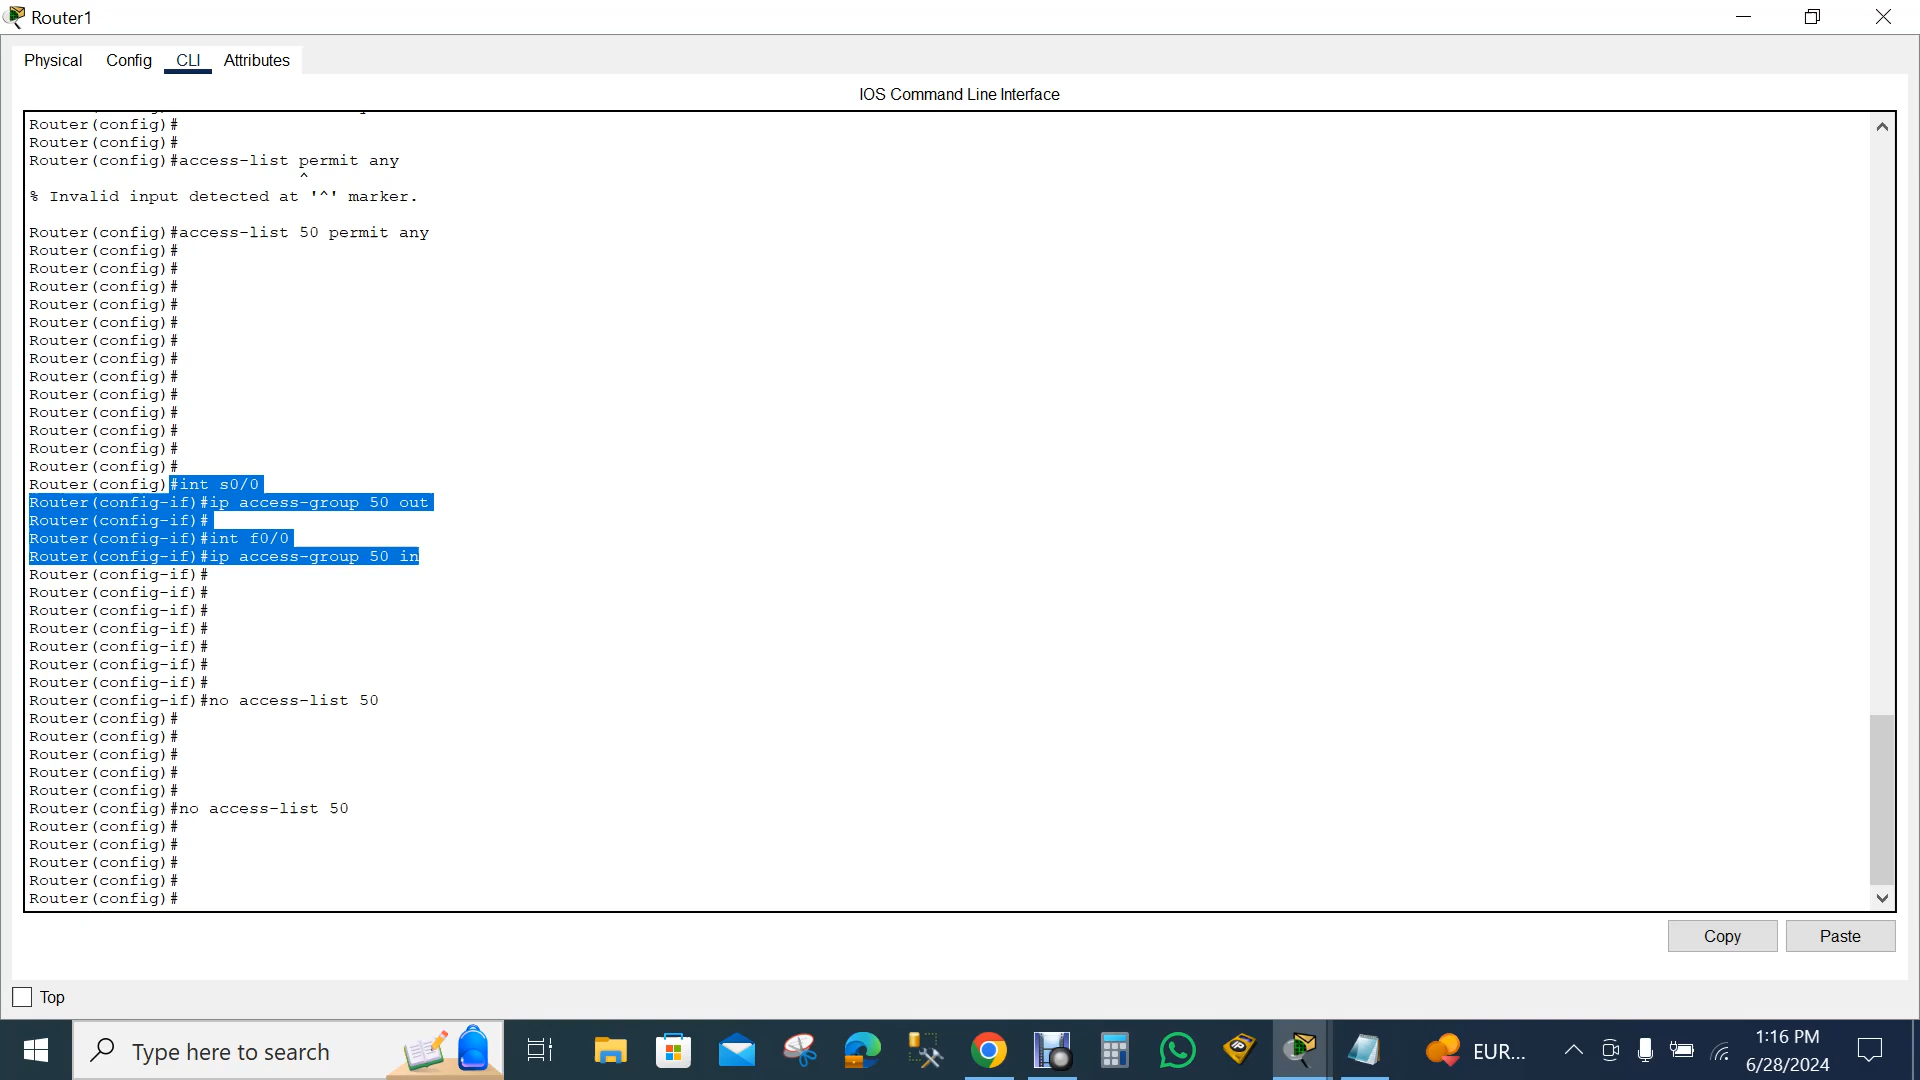 Router1
Physical Config CLI Attributes
IOS Command Line Interface
Router(config)#
Router(config)#
Router(config)#access-list permit any
^
% Invalid input detected at '^' marker.
Router(config)#access-list 50 permit any
Router(config)#
Router(config)#
Router(config)#
Router(config)#
Router(config)#
Router(config)#
Router(config)#
Router(config)#
Router(config)#
Router(config)#
Router(config)#
Router(config)#
Router(config)#
Router(config)#int s0/0
Router(config-if)#ip access-group 50 out
Router(config-if)#
Router(config-if)#int f0/0
Router(config-if)#ip access-group 50 in
Router(config-if)#
Router(config-if)#
Router(config-if)#
Router(config-if)#
Router(config-if)#
Router(config-if)#
Router(config-if)#
Router(config-if)#no access-list 50
Router(config)#
Router(config)#
Router(config)#
Router(config)#
Router(config)#
Router(config)#no access-list 50
Router(config)#
Router(config)#
Router(config)#
Router(config)#
Router(config)#
Copy Paste
Top
Type here to search
EUR...
1:16 PM
6/28/2024